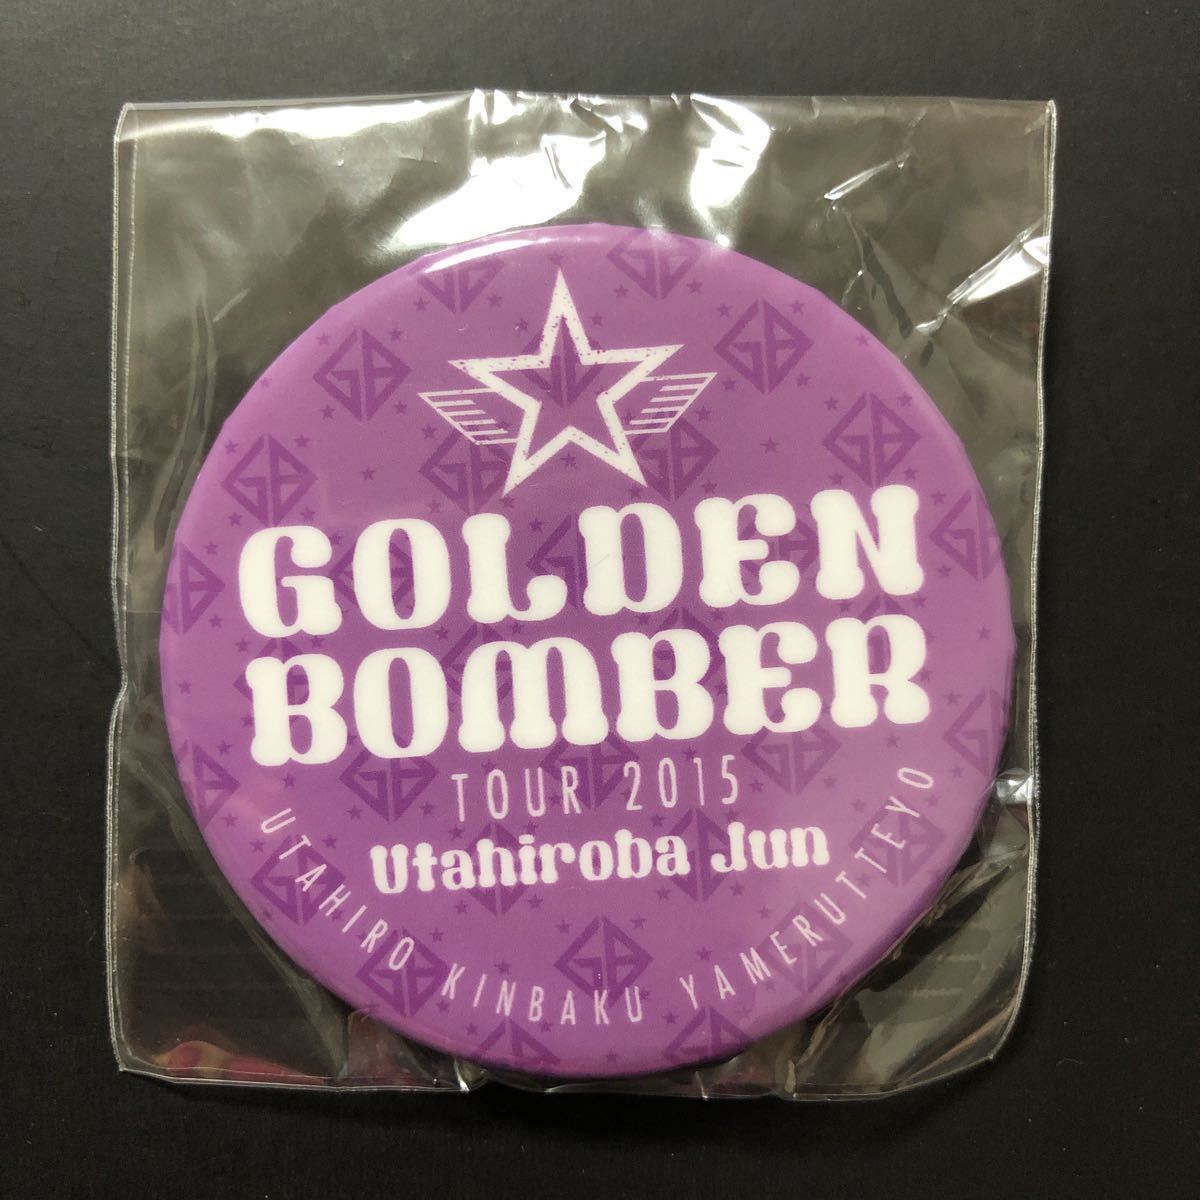 GOLDEN
BOMBER
TOUR 2015
Utahiroba Jun
UTAHIRO KINBAKU YAMERUTTEYO